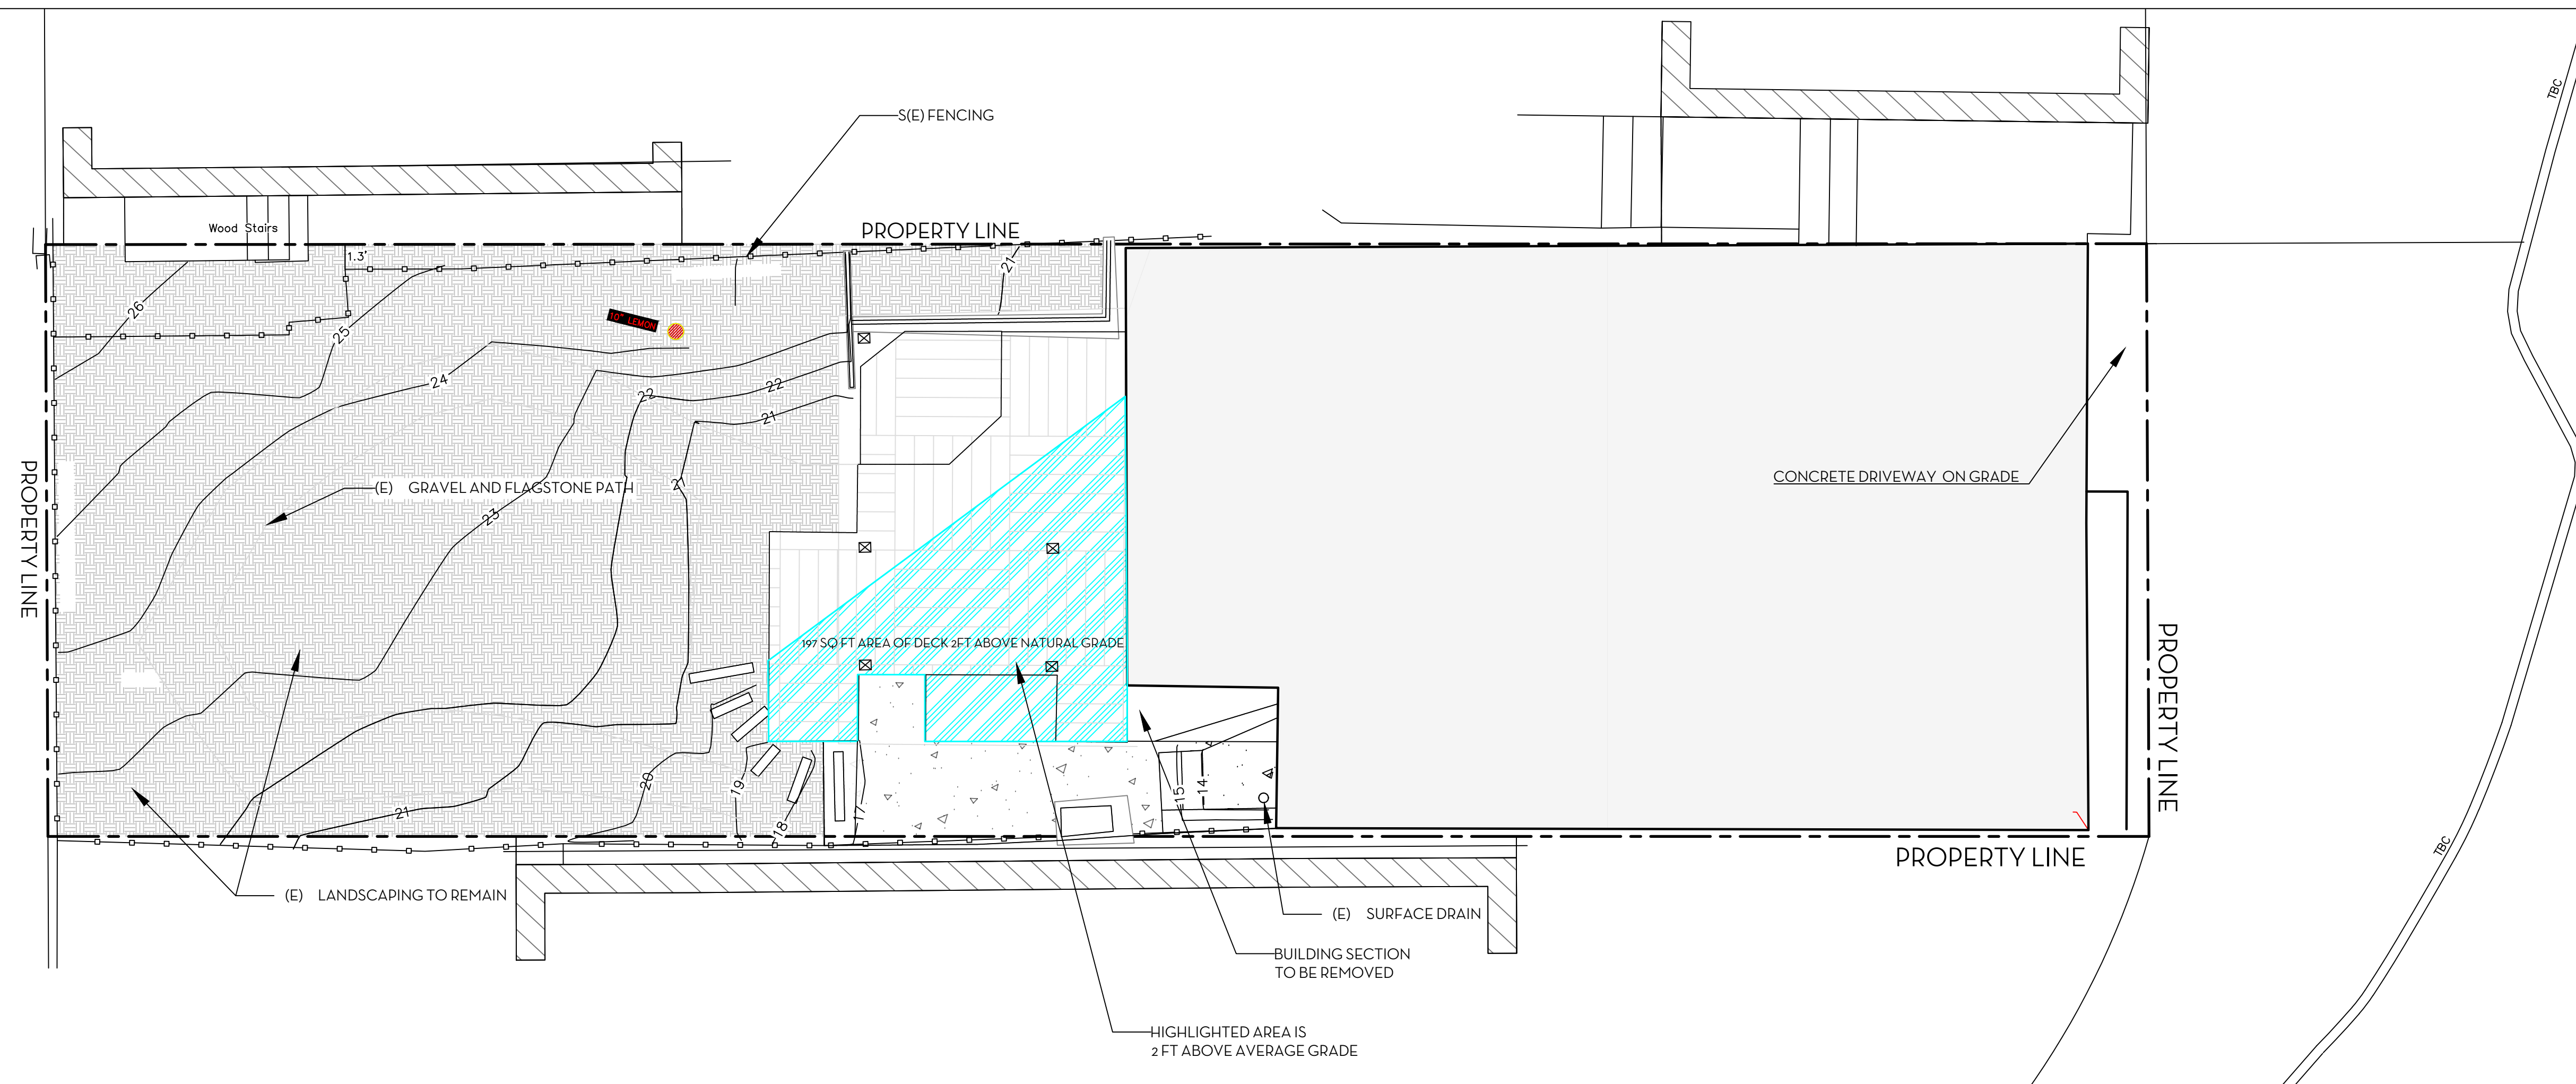 TBC
S(E) FENCING
PROPERTY LINE
Wood Stairs
1.3'
21
26
10" LEMON
25
24
22
22
21
PROPERTY LINE
(E) GRAVEL AND FLAGSTONE PATH
21
23
CONCRETE DRIVEWAY ON GRADE
197 SQ FT AREA OF DECK 2FT ABOVE NATURAL GRADE
PROPERTY LINE
20
19
15
14
21
17
18
TBC
PROPERTY LINE
(E) LANDSCAPING TO REMAIN
(E) SURFACE DRAIN
BUILDING SECTION
TO BE REMOVED
HIGHLIGHTED AREA IS
2 FT ABOVE AVERAGE GRADE